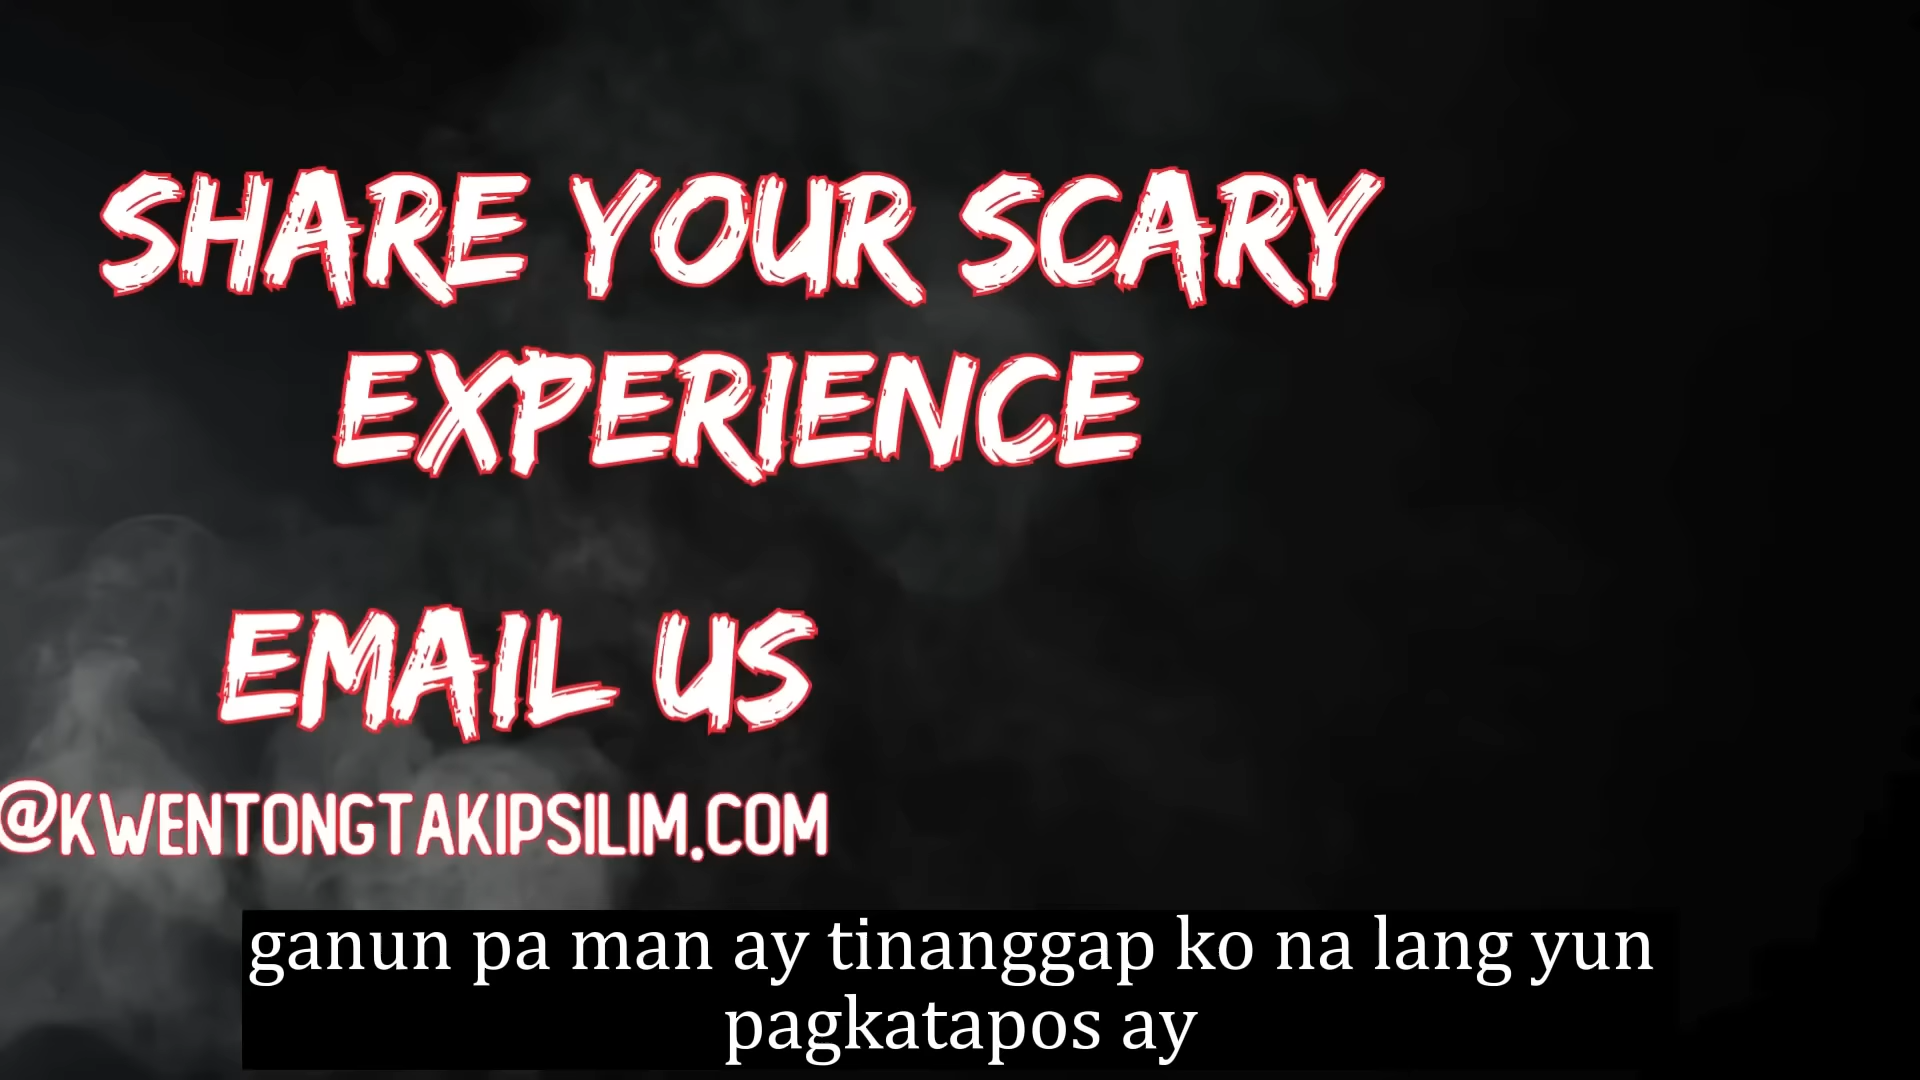 SHARE YOUR SCARY
EXPERIENCE
EMAIL US
@KWENTONGTAKIPSILIM.COM
ganun pa man ay tinanggap ko na lang yun
pagkatapos ay